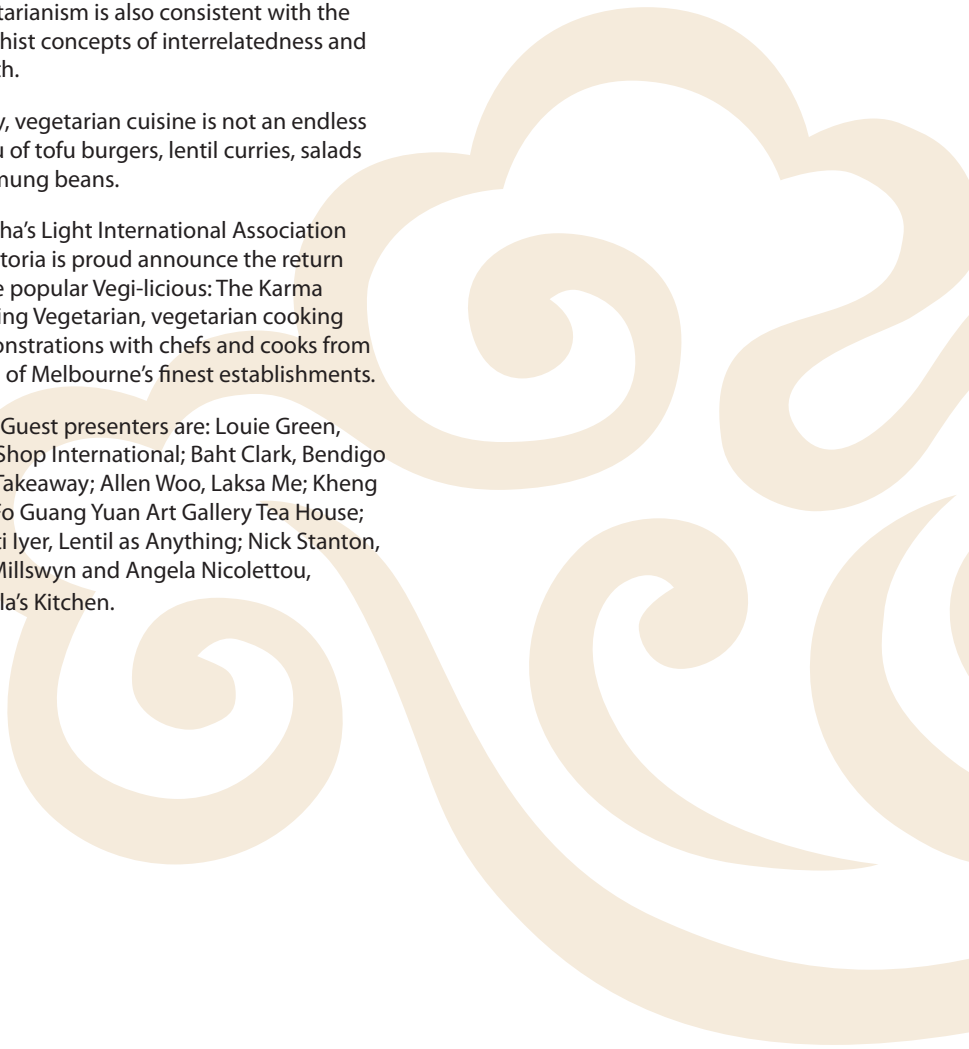 tarianism is also consistent with the
hist concepts of interrelatedness and
h.
y, vegetarian cuisine is not an endless
u of tofu burgers, lentil curries, salads
mung beans.
ha's Light International Association
toria is proud announce the return
e popular Vegi-licious: The Karma
ing Vegetarian, vegetarian cooking
onstrations with chefs and cooks from
of Melbourne's finest establishments.
Guest presenters are: Louie Green,
Shop International; Baht Clark, Bendigo
Takeaway; Allen Woo, Laksa Me; Kheng
Fo Guang Yuan Art Gallery Tea House;
ti Iyer, Lentil as Anything; Nick Stanton,
Millswyn and Angela Nicolettou,
la's Kitchen.